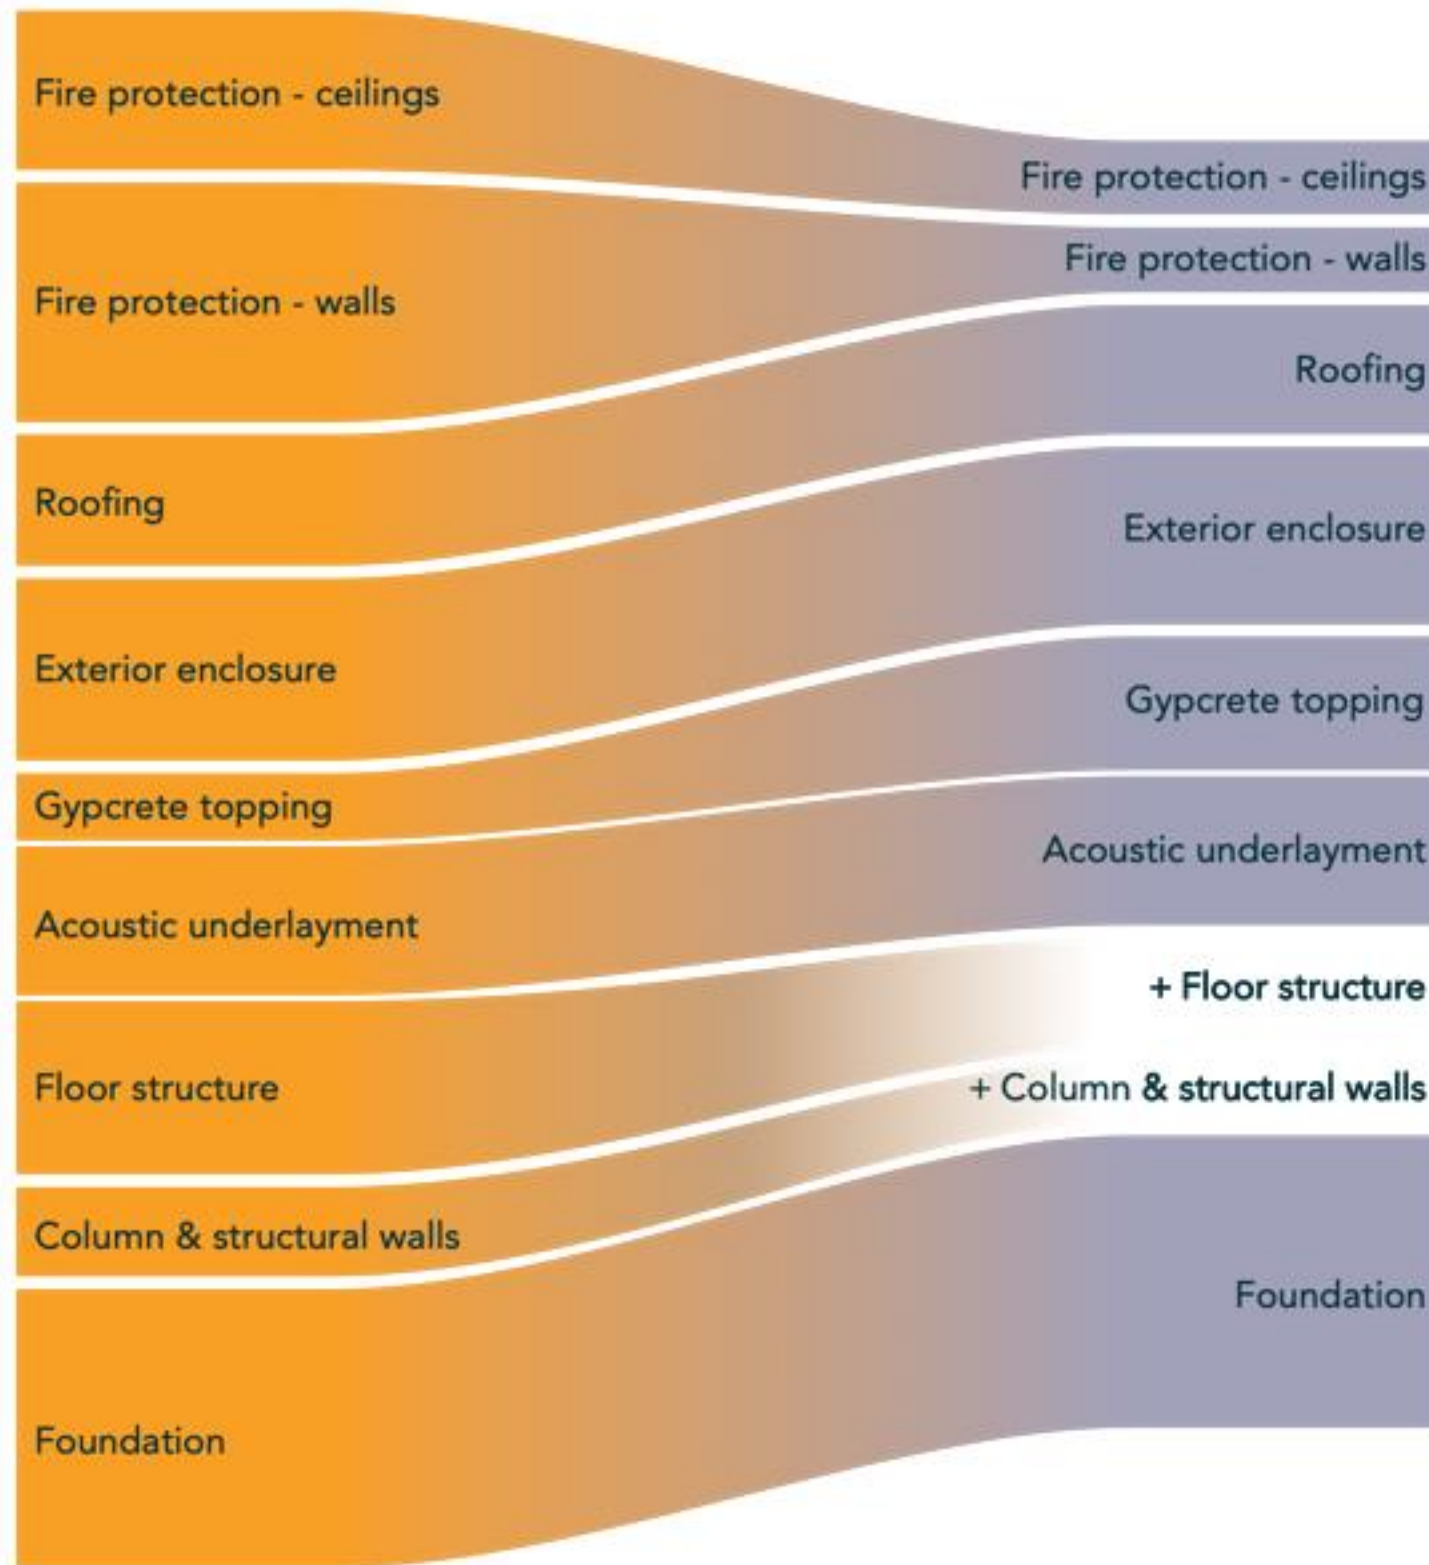 Fire protection - ceilings
Fire protection - walls
Roofing
Exterior enclosure
Gypcrete topping
Acoustic underlayment
Floor structure
Column & structural walls
Foundation
Fire protection - ceilings
Fire protection - walls
Roofing
Exterior enclosure
Gypcrete topping
Acoustic underlayment
+ Floor structure
+ Column & structural walls
Foundation